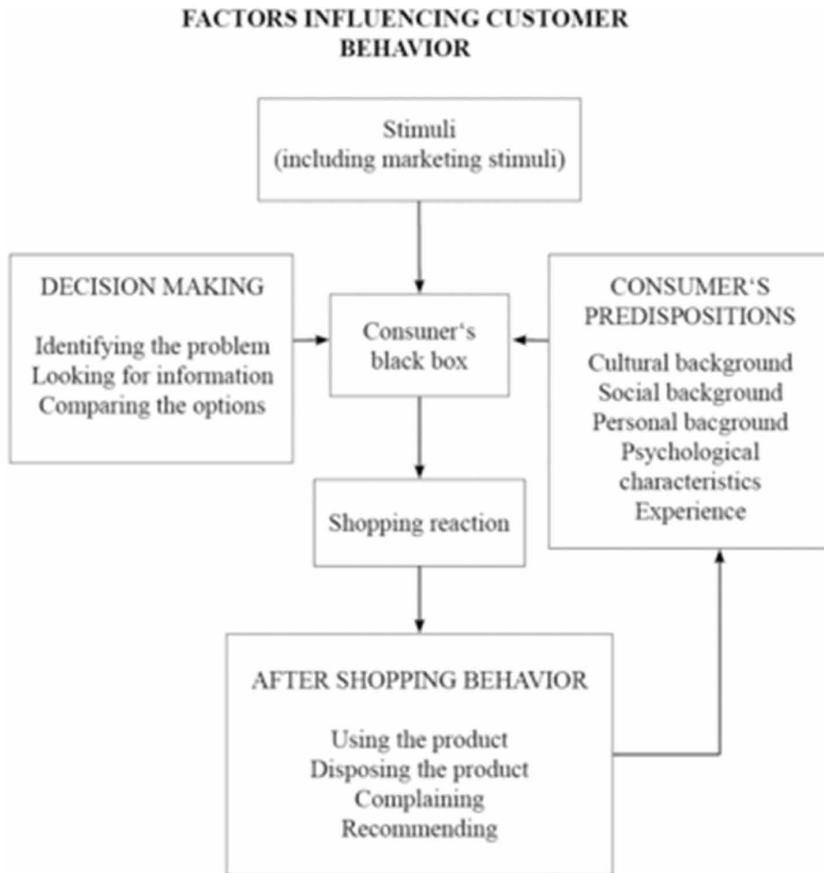 FACTORS INFLUENCING CUSTOMER
BEHAVIOR
Stimuli
(including marketing stimuli)
DECISION MAKING
Identifying the problem
Looking for information
Comparing the options
Consuner‘s
black box
CONSUMER‘S
PREDISPOSITIONS
Cultural background
Social background
Personal bacground
Psychological
characteristics
Experience
Shopping reaction
AFTER SHOPPING BEHAVIOR
Using the product
Disposing the product
Complaining
Recommending